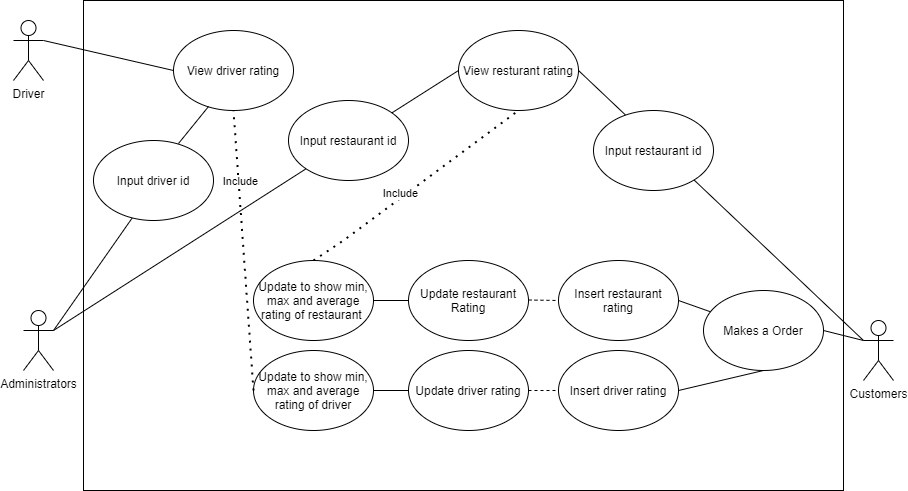 View driver rating
View resturant rating
Driver
Input restaurant id
Input restaurant id
Input driver id
Include
Include
Update to show min,
max and average
rating of restaurant
Update restaurant
Rating
Insert restaurant
rating
Makes a Order
Administrators
Update to show min,
max and average
rating of driver
Update driver rating
Insert driver rating
Customers